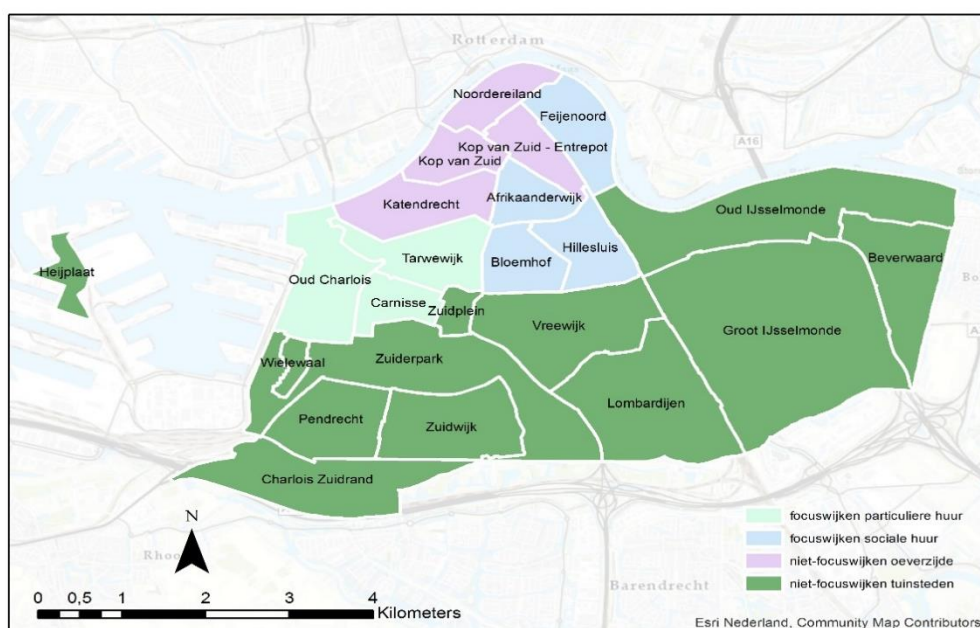 Rotterdam
Noordereiland
Feijenoord
A16
Kop van Zuid - Entrepot
Kop van Zuid
Afrikaanderwijk
Katendrecht
Oud IJsselmonde
Hillesluis
Tarwewijk
Beverwaard
Bloemhof
Heijplaat
Oud Charlois
Carnisse
Zuidplein
Vreewijk
Groot IJsselmonde
Wielewaal
Zuiderpark
Lombardijen
Pendrecht
Zuidwijk
Charlois Zuidrand
N
focuswijken particuliere huur
focuswijken sociale huur
niet-focuswijken oeverzijde
niet-focuswijken tuinsteden
Barendrecht
0 0,5 1 2 3 4
Kilometers
Esri Nederland, Community Map Contributors